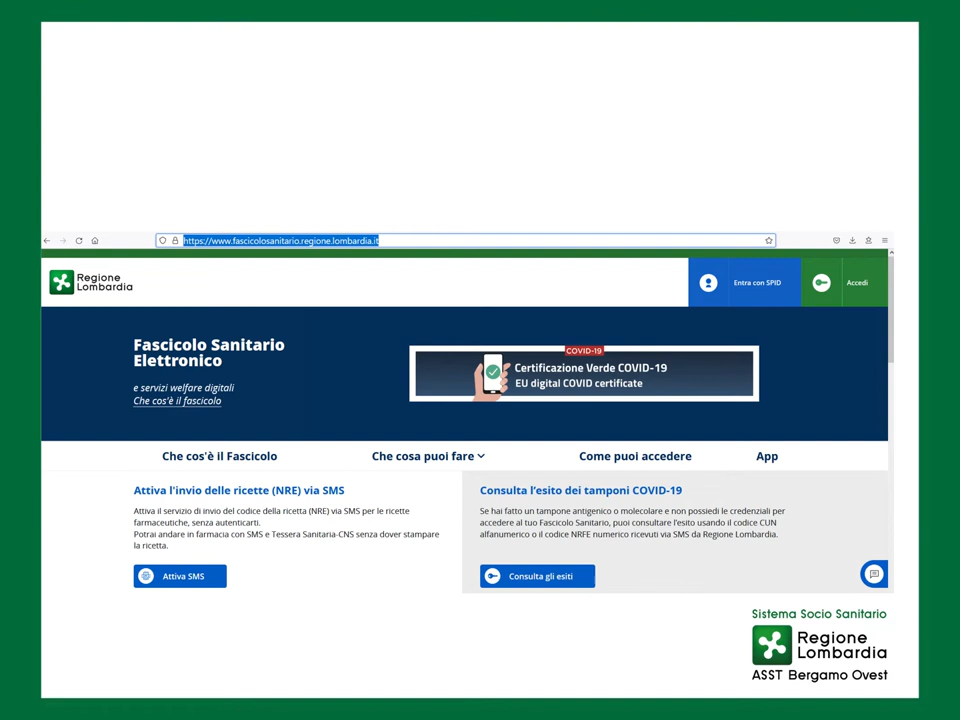 https://www.fascicolosanitario.regione.lombardia.it
Regione
Lombardia
Entra con SPID
Accedi
Fascicolo Sanitario
Elettronico
e servizi welfare digitali
Che cos'è il fascicolo
COVID-19
Certificazione Verde COVID-19
EU digital COVID certificate
Che cos'è il Fascicolo
Che cosa puoi fare
Come puoi accedere
App
Attiva l'invio delle ricette (NRE) via SMS
Attiva il servizio di invio del codice della ricetta (NRE) via SMS per le ricette
farmaceutiche, senza autenticarti.
Potrai andare in farmacia con SMS e Tessera Sanitaria-CNS senza dover stampare
la ricetta.
Attiva SMS
Consulta l'esito dei tamponi COVID-19
Se hai fatto un tampone antigenico o molecolare e non possiedi le credenziali per
accedere al tuo Fascicolo Sanitario, puoi consultare l'esito usando il codice CUN
alfanumerico o il codice NRFE numerico ricevuti via SMS da Regione Lombardia.
Consulta gli esiti
Sistema Socio Sanitario
Regione
Lombardia
ASST Bergamo Ovest